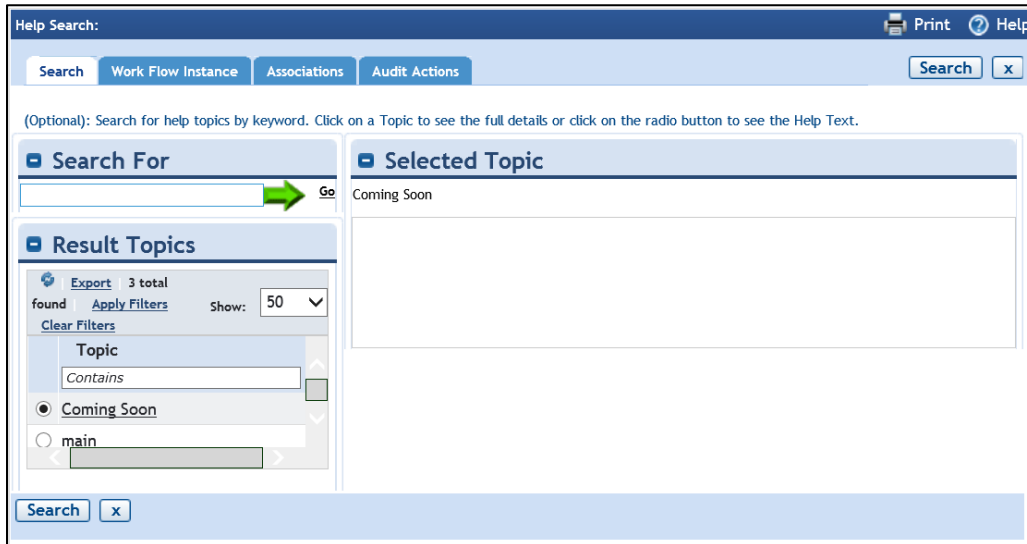 Help Search:
Print
Help
Search
Work Flow Instance
Associations
Audit Actions
Search
x
(Optional): Search for help topics by keyword. Click on a Topic to see the full details or click on the radio button to see the Help Text.
Search For
Go
Selected Topic
Coming Soon
Result Topics
Export 3 total
found Apply Filters Show: 50
Clear Filters
Topic
Contains
Coming Soon
main
Search
x